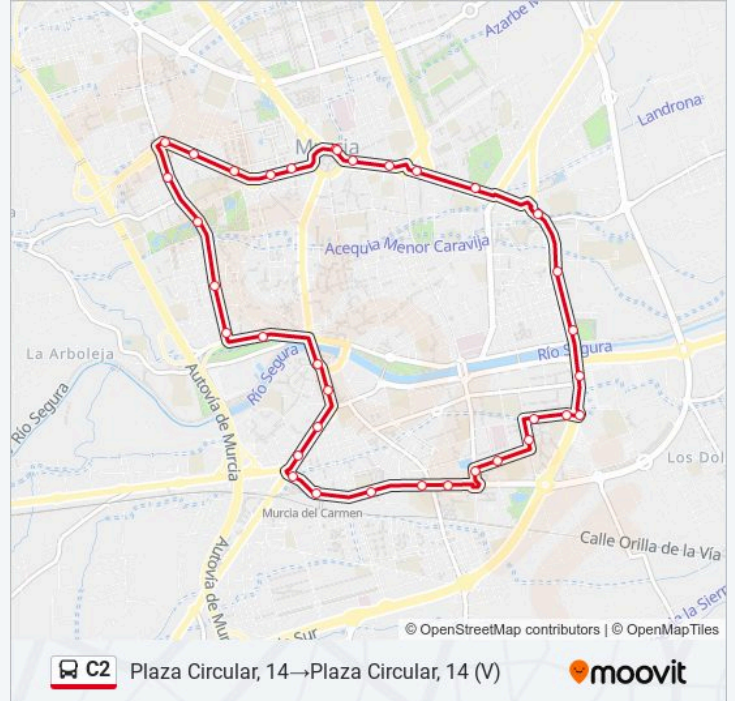 Azarbe M
Landrona
Murcia
Acequia Menor Caravija
La Arboleja
Río Segura
Río Segura
Río Segura
Autovía de Murcia
Los Dol
Murcia del Carmen
Calle Orilla de la Vía
Autovía de Mur
e la Sierr
Sur
© OpenStreetMap contributors | © OpenMapTiles
C2 Plaza Circular, 14→Plaza Circular, 14 (V) moovit